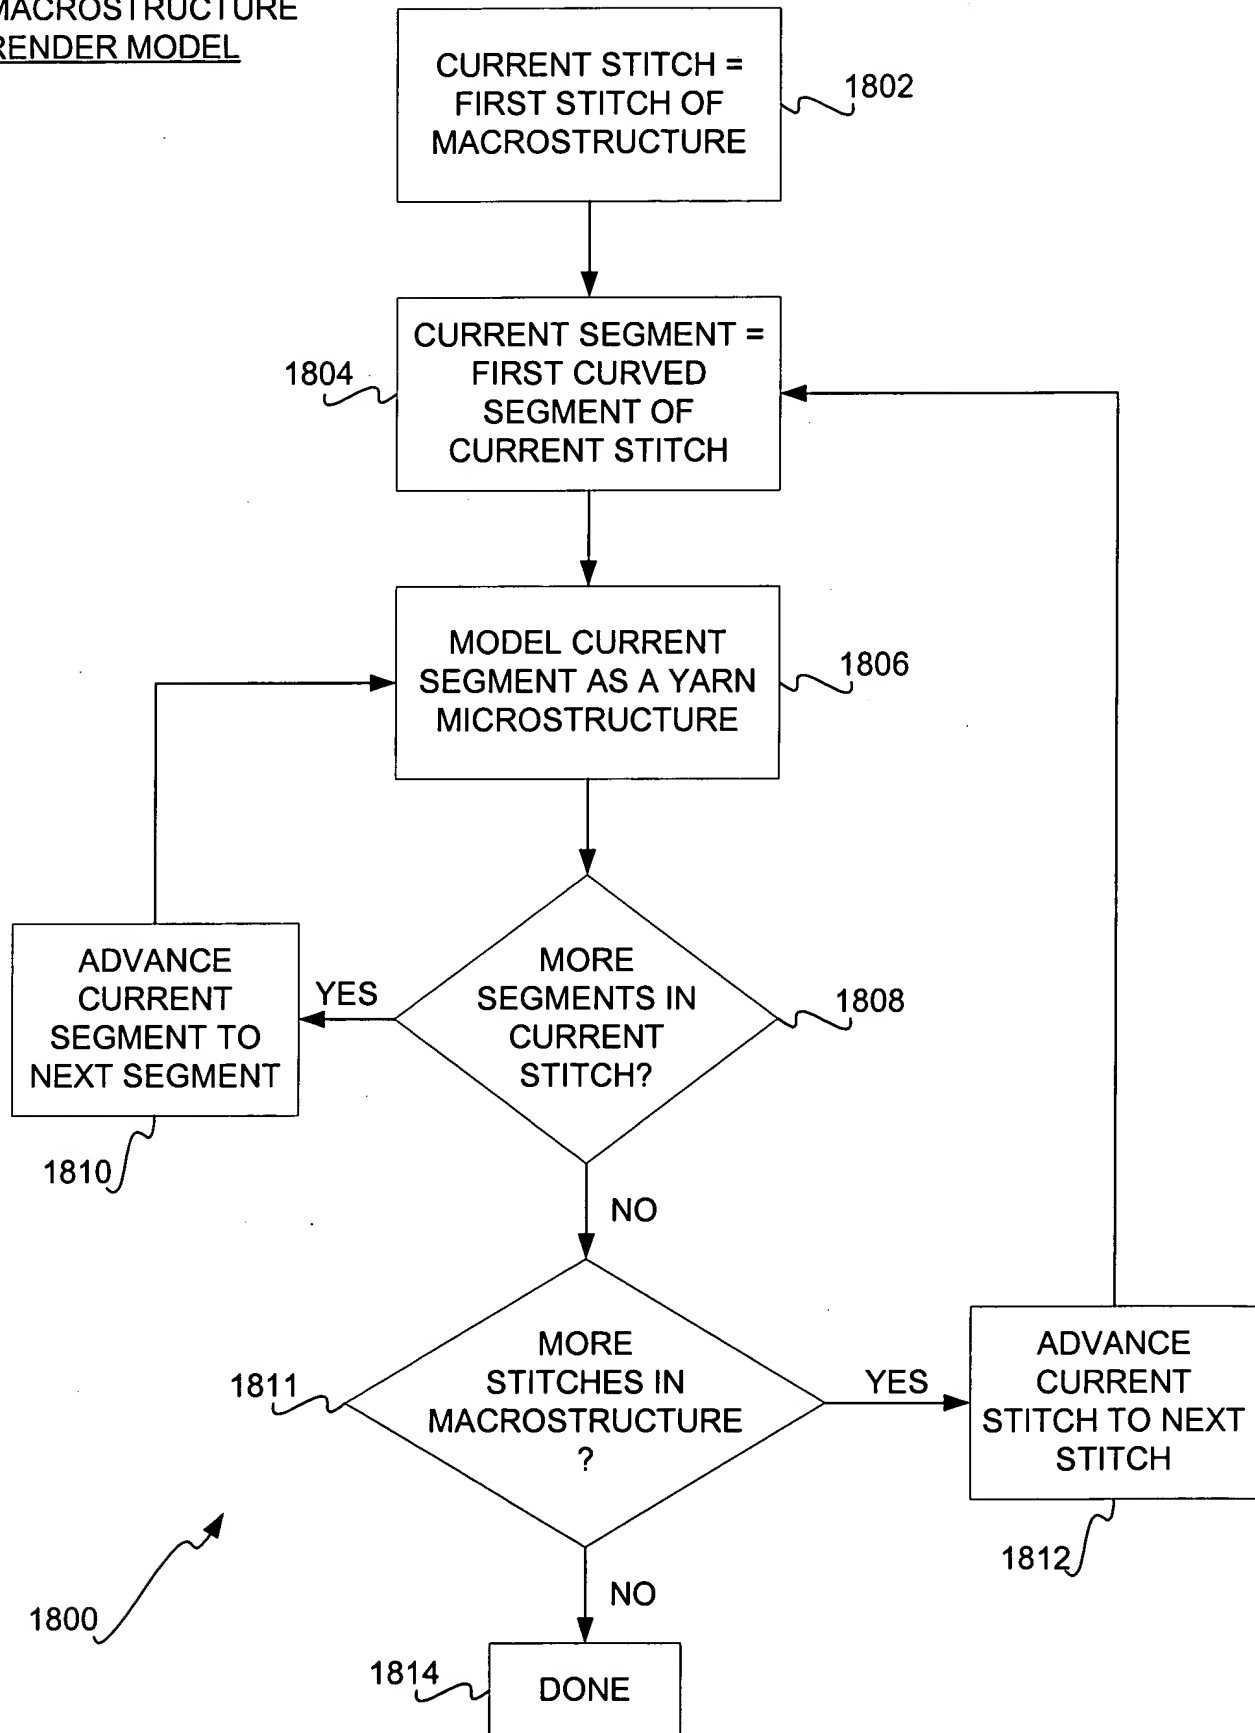 MACROSTRUCTURE
RENDER MODEL
CURRENT STITCH =
FIRST STITCH OF
MACROSTRUCTURE
1802
CURRENT SEGMENT =
FIRST CURVED
SEGMENT OF
CURRENT STITCH
1804
MODEL CURRENT
SEGMENT AS A YARN
MICROSTRUCTURE
1806
MORE
SEGMENTS IN
CURRENT
STITCH?
1808
YES
ADVANCE
CURRENT
SEGMENT TO
NEXT SEGMENT
1810
NO
MORE
STITCHES IN
MACROSTRUCTURE
?
1811
YES
ADVANCE
CURRENT
STITCH TO NEXT
STITCH
1812
NO
1800
DONE
1814